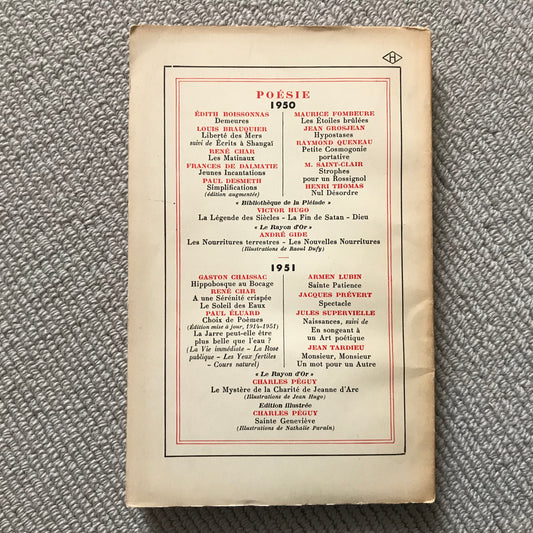 H
POÉSIE
1950
ÉDITH BOISSONNAS
Demeures
LOUIS BRAUQUIER
Liberté des Mers
suivi de Écrits à Shangaï
RENÉ CHAR
Les Matinaux
FRANCES DE DALMATIE
Jeunes Incantations
PAUL DESMETH
Simplifications
(édition augmentée)
MAURICE FOMBEURE
Les Étoiles brûlées
JEAN GROSJEAN
Hypostases
RAYMOND QUENEAU
Petite Cosmogonie
portative
M. SAINT-CLAIR
Strophes
pour un Rossignol
HENRI THOMAS
Nul Désordre
« Bibliothèque de la Pléiade »
VICTOR HUGO
La Légende des Siècles - La Fin de Satan - Dieu
« Le Rayon d'Or »
ANDRÉ GIDE
Les Nourritures terrestres - Les Nouvelles Nourritures
(Illustrations de Raoul Dufy)
1951
GASTON CHAISSAC
Hippobosque au Bocage
RENÉ CHAR
A une Sérénité crispée
Le Soleil des Eaux
PAUL ÉLUARD
Choix de Poèmes
(Édition mise à jour, 1914-1951)
La Jarre peut-elle être
plus belle que l'eau ?
(La Vie immédiate - La Rose
publique - Les Yeux fertiles
- Cours naturel)
ARMEN LUBIN
Sainte Patience
JACQUES PRÉVERT
Spectacle
JULES SUPERVIELLE
Naissances, suivi de
En songeant à
un Art poétique
JEAN TARDIEU
Monsieur, Monsieur
Un mot pour un Autre
« Le Rayon d'Or »
CHARLES PÉGUY
Le Mystère de la Charité de Jeanne d'Arc
(Illustrations de Jean Hugo)
Edition Illustrée
CHARLES PÉGUY
Sainte Geneviève
(Illustrations de Nathalie Parain)